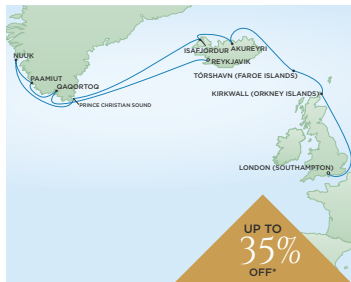 NUUK
PAAMIUT
QAQORTOQ
PRINCE CHRISTIAN SOUND
ISAFJORDUR
AKUREYRI
REYKJAVIK
TÓRSHAVN (FAROE ISLANDS)
KIRKWALL (ORKNEY ISLANDS)
LONDON (SOUTHAMPTON)
UP TO
35%
OFF*